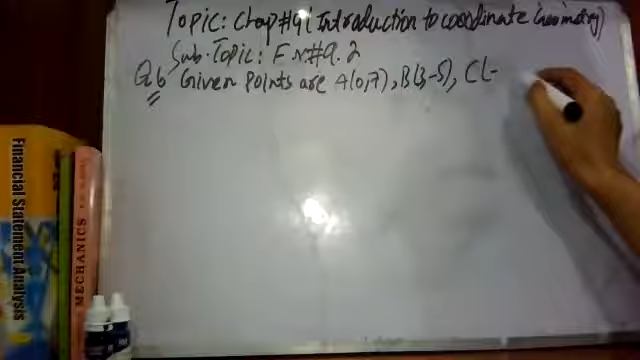 Topic: Chap#9: Introduction to coordinate Geometry
Sub.Topic: Ex#9.2
Q6 Given Points are A(0,7), B(3,-5), C(-
Financial Statement Analysis
MECHANICS